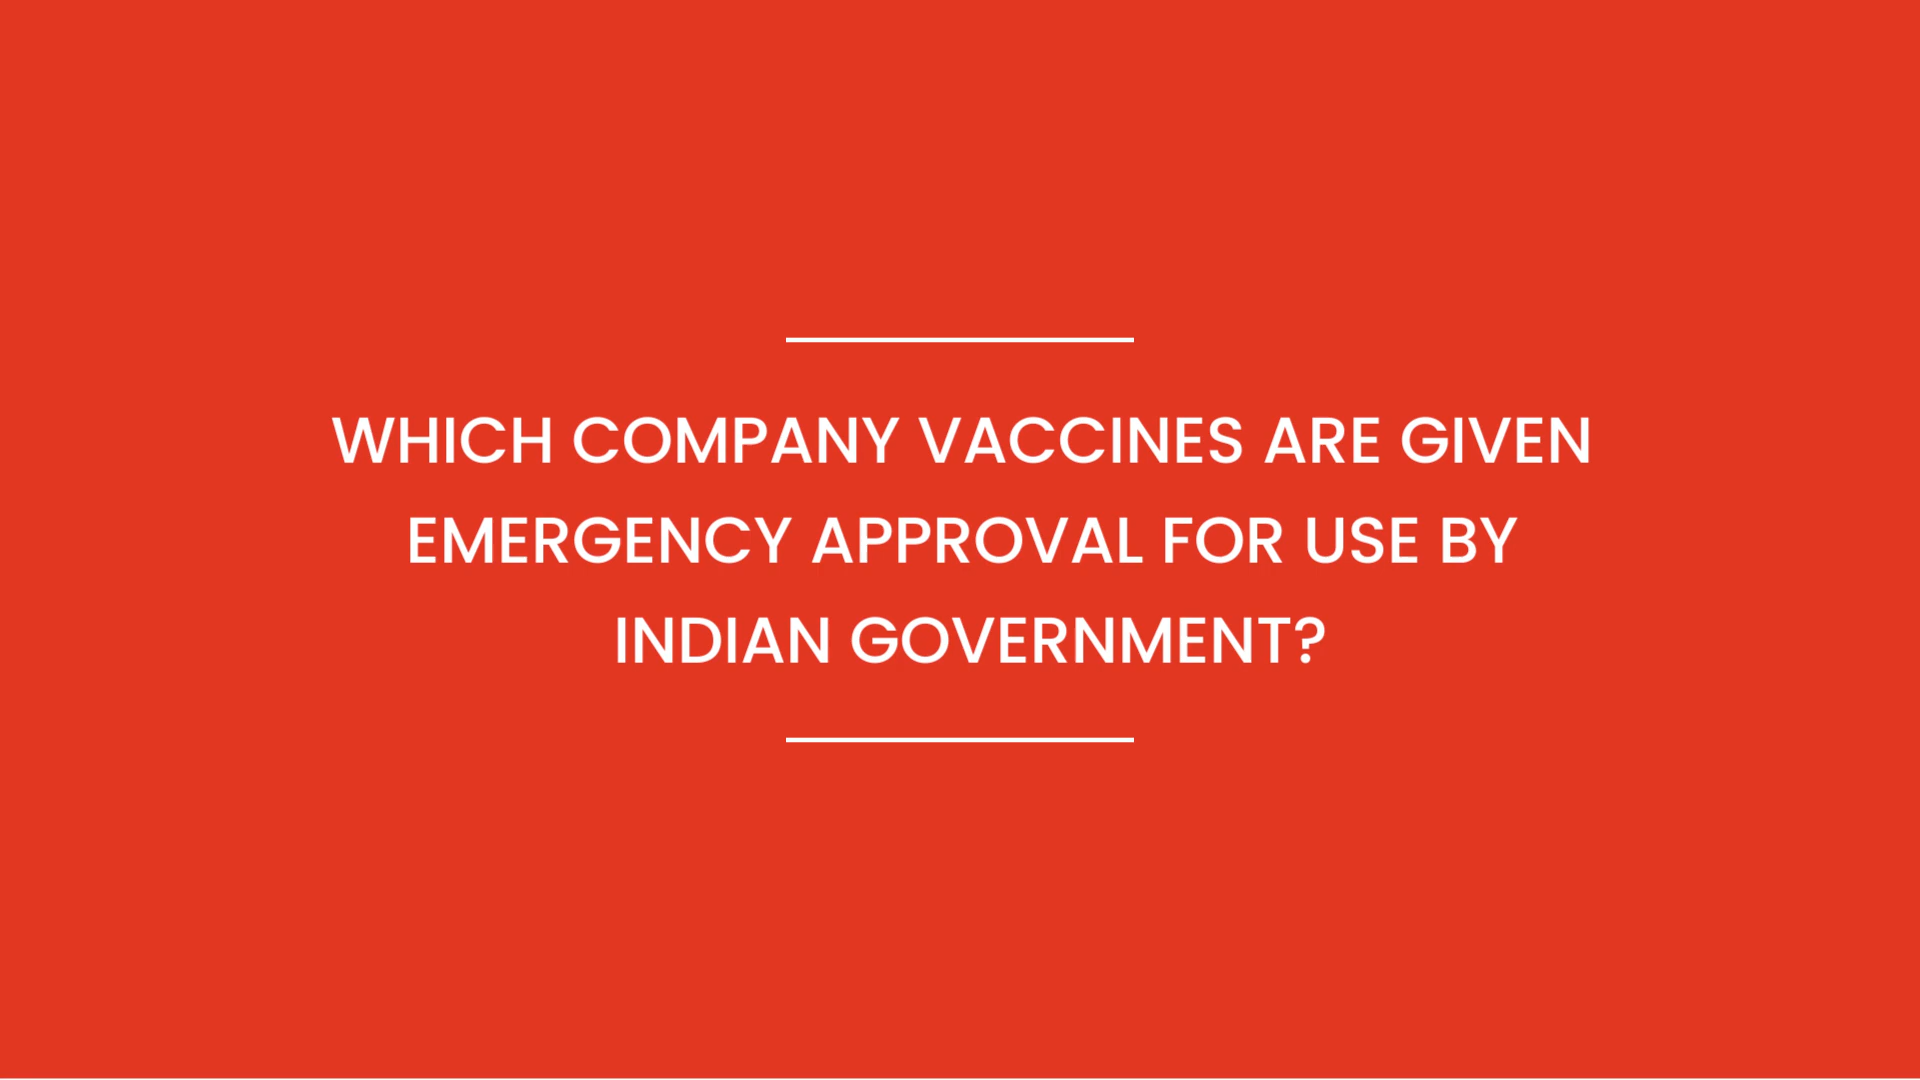 WHICH COMPANY VACCINES ARE GIVEN
EMERGENCY APPROVAL FOR USE BY
INDIAN GOVERNMENT?